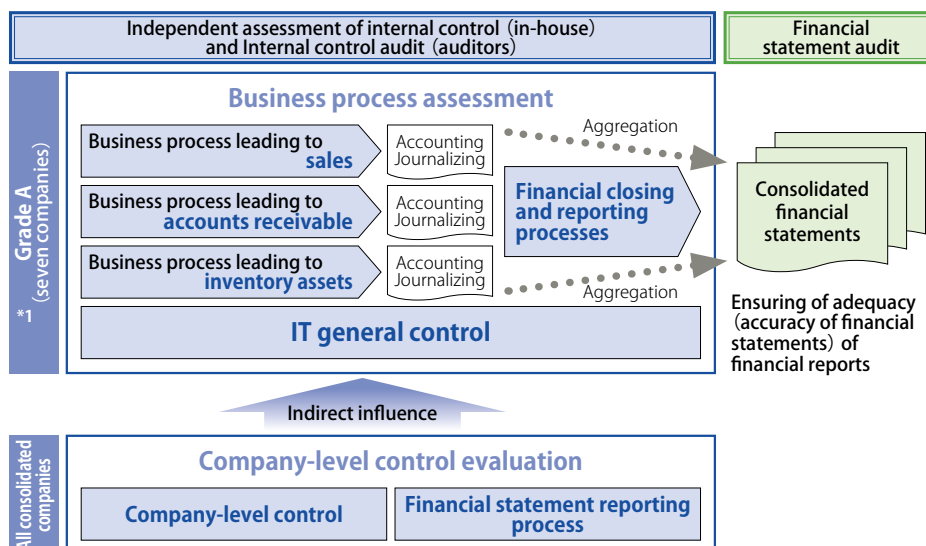 Independent assessment of internal control (in-house)
and Internal control audit (auditors)
Financial
statement audit
Grade A
(seven companies)
*1
Business process assessment
Business process leading to
sales
Accounting
Journalizing
Business process leading to
accounts receivable
Accounting
Journalizing
Business process leading to
inventory assets
Accounting
Journalizing
Aggregation
Financial closing
and reporting
processes
Aggregation
IT general control
Consolidated
financial
statements
Ensuring of adequacy
(accuracy of financial
statements) of
financial reports
Indirect influence
All consolidated
companies
Company-level control evaluation
Company-level control
Financial statement reporting
process